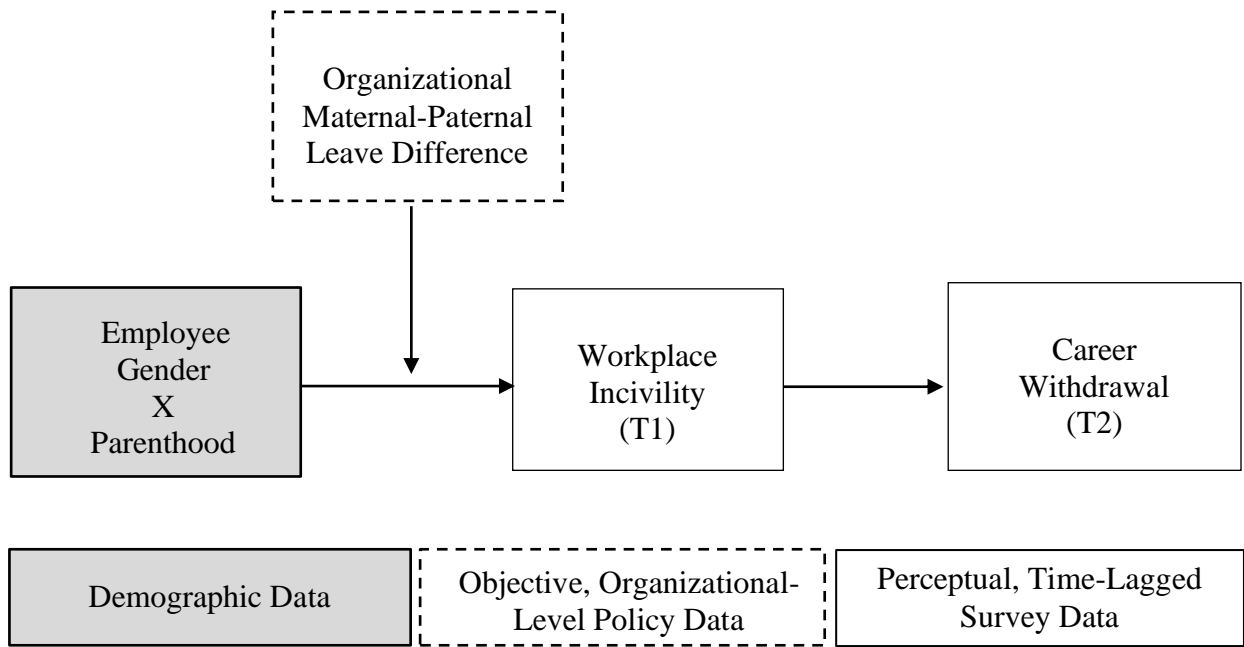 Organizational
Maternal-Paternal
Leave Difference
Employee
Gender
X
Parenthood
Workplace
Incivility
(T1)
Career
Withdrawal
(T2)
Demographic Data
Objective, Organizational-
Level Policy Data
Perceptual, Time-Lagged
Survey Data